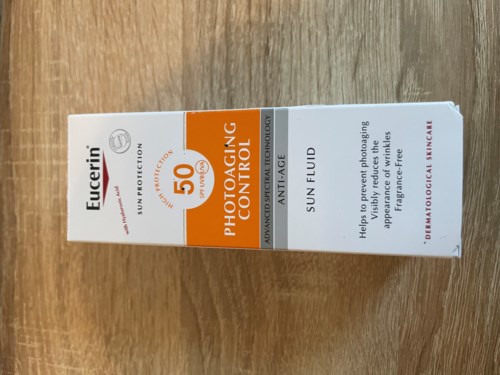 Eucerin®
with Hyaluronic Acid
SUN PROTECTION
HIGH PROTECTION
50
SPF UVB+UVA
PHOTOAGING
CONTROL
ADVANCED SPECTRAL TECHNOLOGY
ANTI-AGE
SUN FLUID
Helps to prevent photoaging
Visibly reduces the
appearance of wrinkles
Fragrance-Free
DERMATOLOGICAL SKINCARE